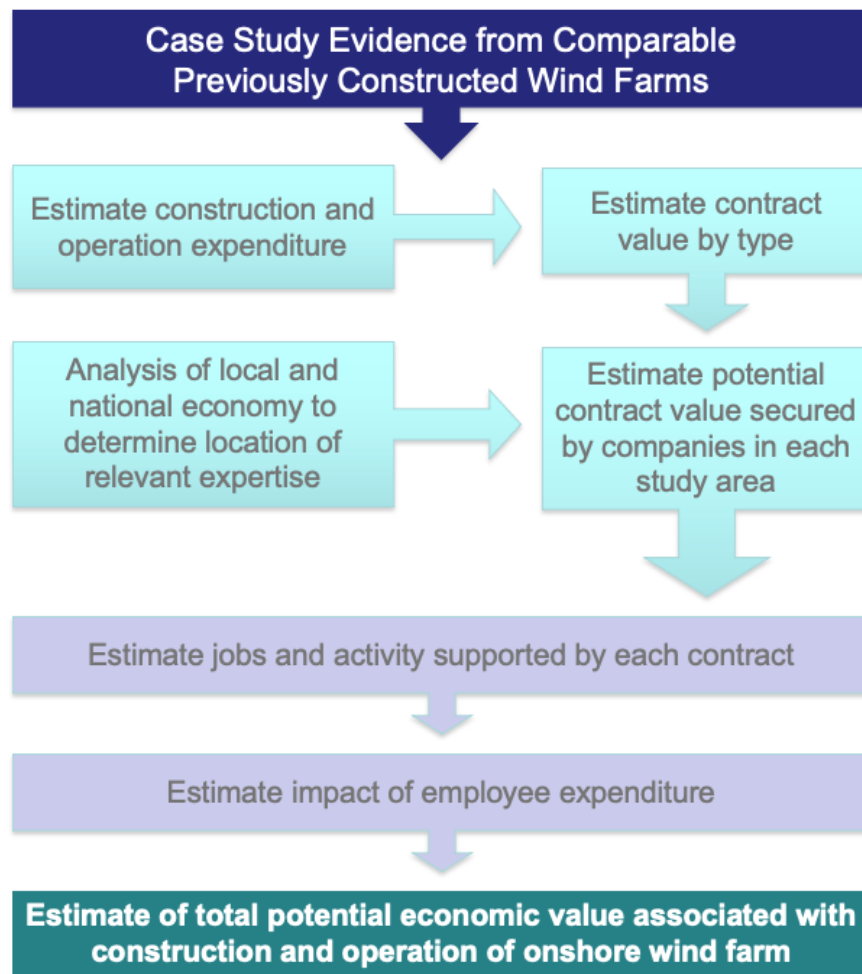 Case Study Evidence from Comparable
Previously Constructed Wind Farms
Estimate construction and
operation expenditure
Estimate contract
value by type
Analysis of local and
national economy to
determine location of
relevant expertise
Estimate potential
contract value secured
by companies in each
study area
Estimate jobs and activity supported by each contract
Estimate impact of employee expenditure
Estimate of total potential economic value associated with
construction and operation of onshore wind farm